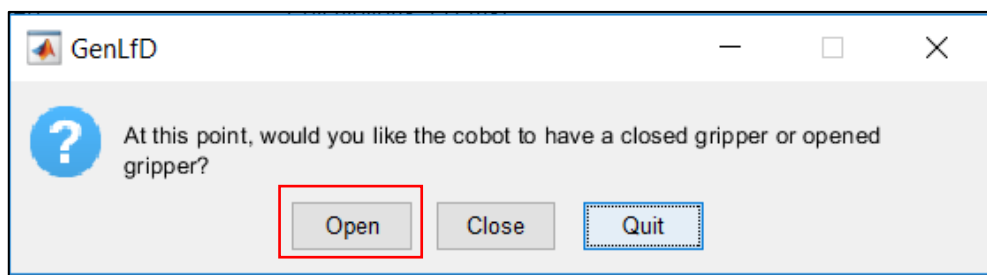 GenLfD
At this point, would you like the cobot to have a closed gripper or opened
gripper?
Open Close Quit